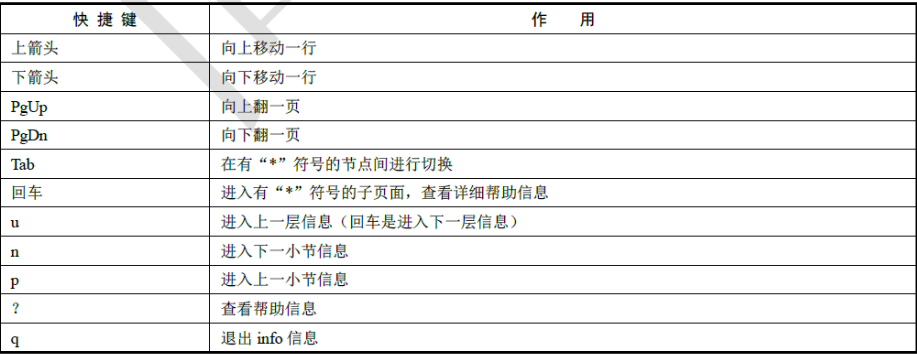 快 捷 键 作 用
上箭头 向上移动一行
下箭头 向下移动一行
PgUp 向上翻一页
PgDn 向下翻一页
Tab 在有“*”符号的节点间进行切换
回车 进入有“*”符号的子页面，查看详细帮助信息
u 进入上一层信息（回车是进入下一层信息）
n 进入下一小节信息
p 进入上一小节信息
？ 查看帮助信息
q 退出 info 信息